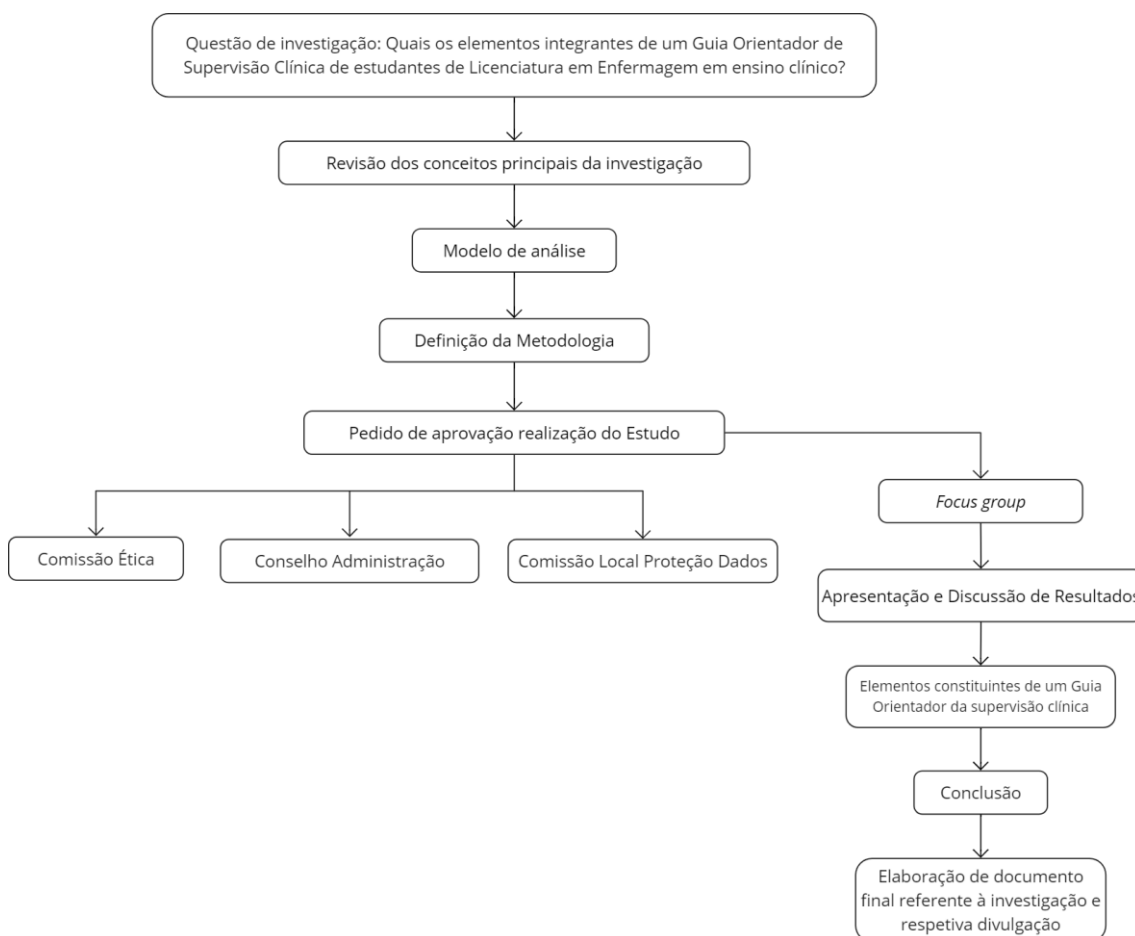 Questão de investigação: Quais os elementos integrantes de um Guia Orientador de
Supervisão Clínica de estudantes de Licenciatura em Enfermagem em ensino clínico?
Revisão dos conceitos principais da investigação
Modelo de análise
Definição da Metodologia
Pedido de aprovação realização do Estudo
Comissão Ética
Conselho Administração
Comissão Local Proteção Dados
Focus group
Apresentação e Discussão de Resultados
Elementos constituintes de um Guia
Orientador da supervisão clínica
Conclusão
Elaboração de documento
final referente à investigação e
respetiva divulgação